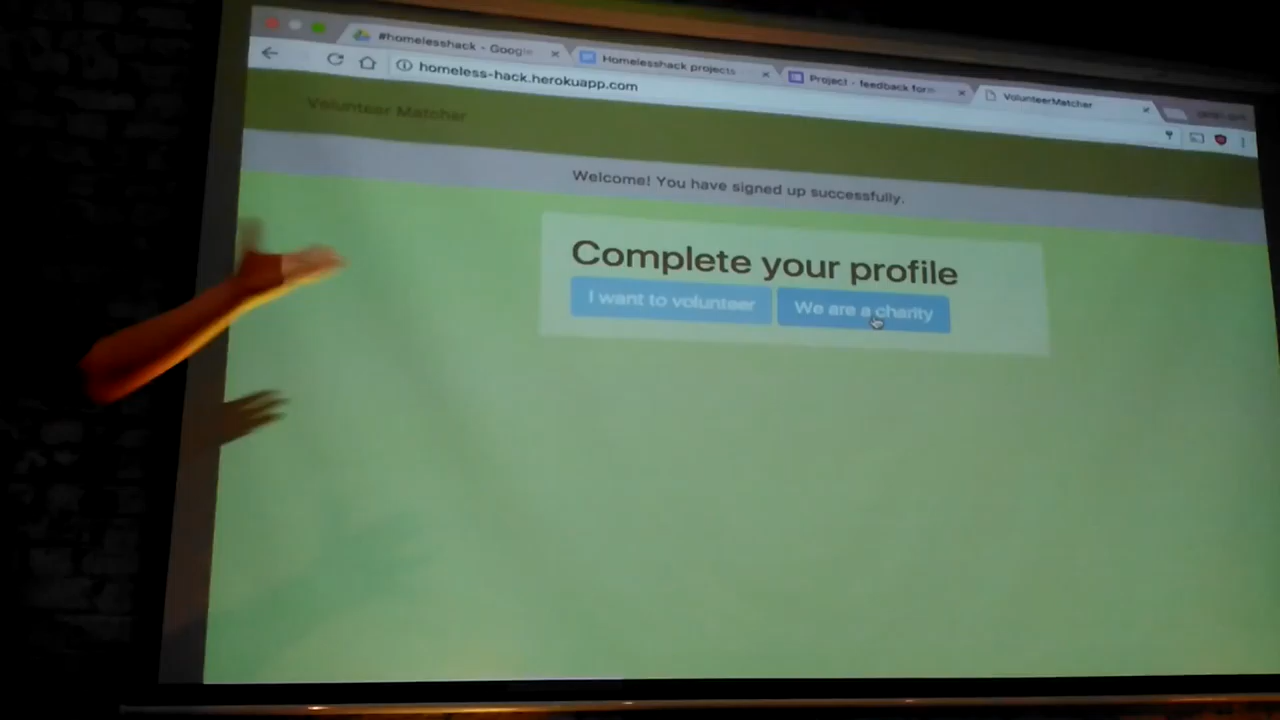 #homelesshack - Google
Homelesshack projects
Project - feedback form
VolunteerMatcher
homeless-hack.herokuapp.com
Volunteer Matcher
Welcome! You have signed up successfully.
Complete your profile
I want to volunteer
We are a charity